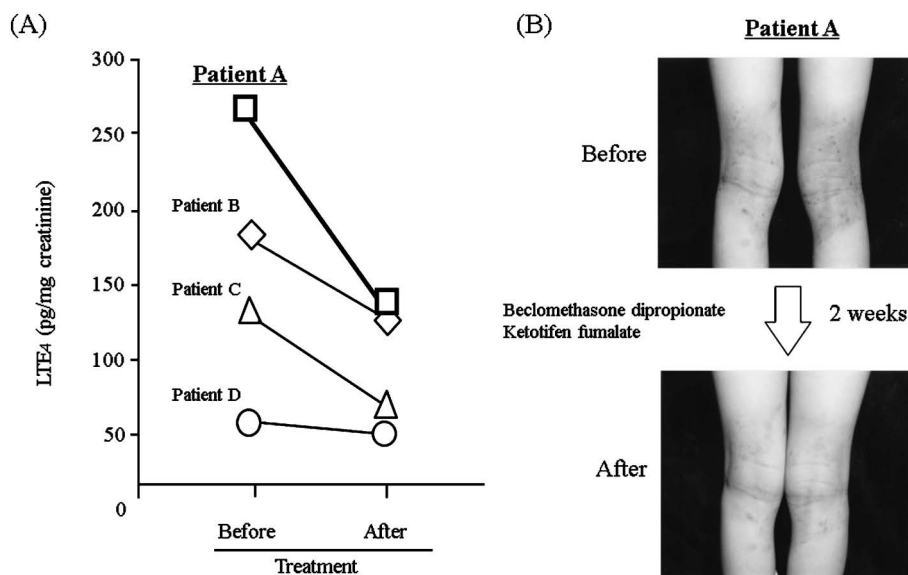 (A)
300
250
200
150
100
50
0
LTE4 (pg/mg creatinine)
Patient A
Patient B
Patient C
Patient D
Before
After
Treatment
(B)
Patient A
Before
Beclomethasone dipropionate
Ketotifen fumalate
2 weeks
After